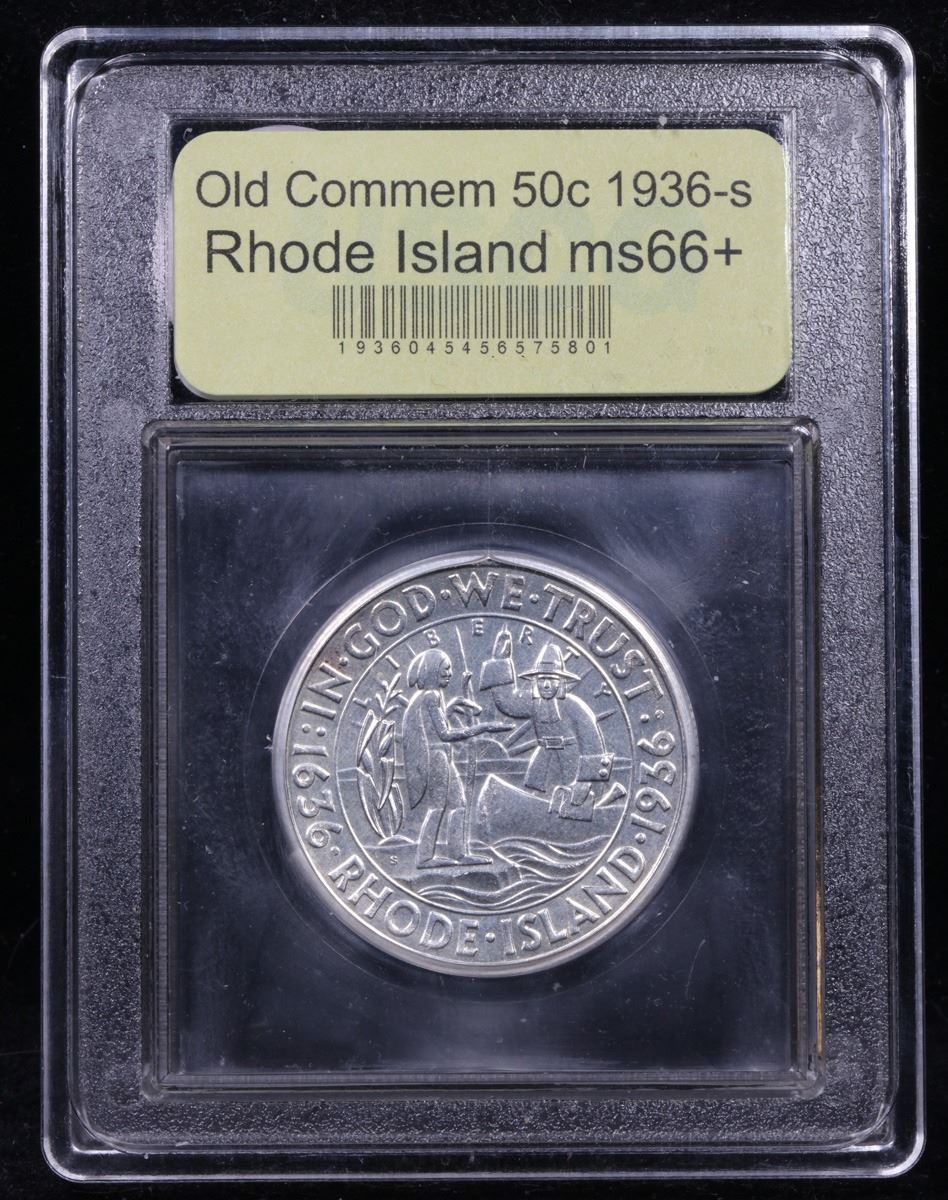 Old Commem 50c 1936-s
Rhode Island ms66+
1936045456575801
IN·GOD·WE·TRUST
LIBERTY
1636·RHODE·ISLAND·1936
S